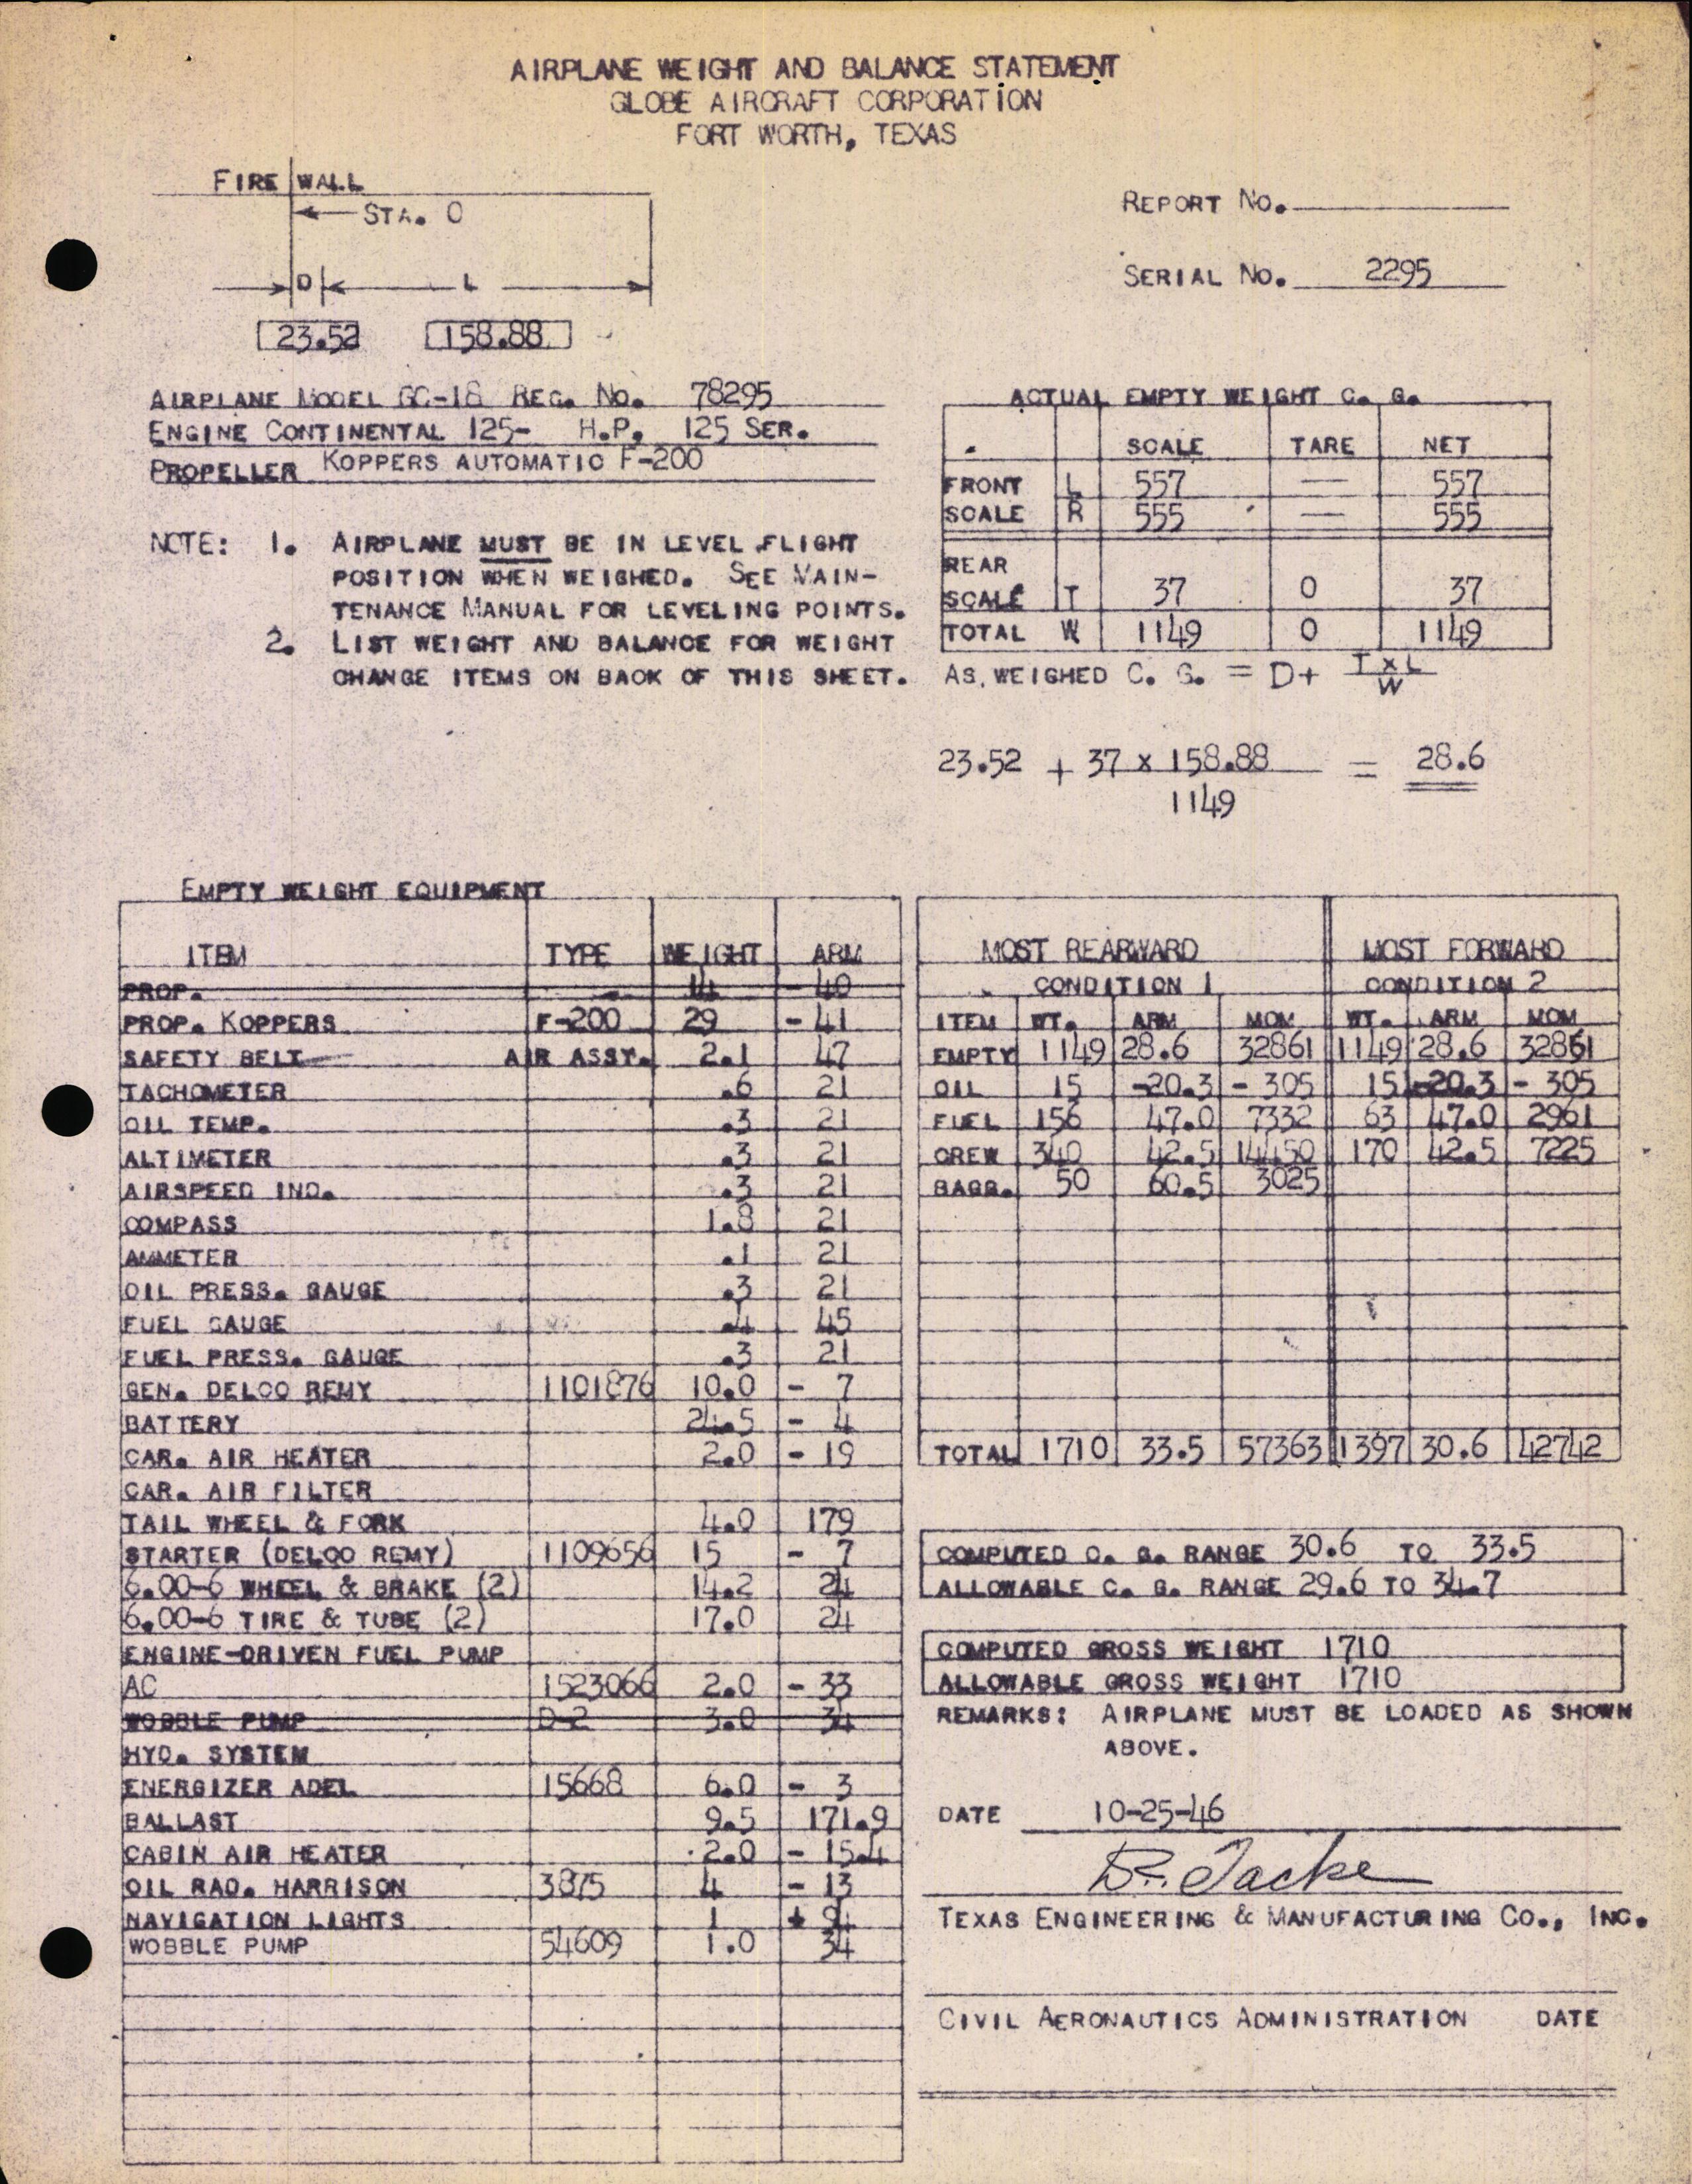 AIRPLANE WEIGHT AND BALANCE STATEMENT
GLOBE AIRCRAFT CORPORATION
FORT WORTH, TEXAS
FIRE WALL
STA. 0
D L
23.52 158.88
REPORT NO.
SERIAL NO. 2295
AIRPLANE MODEL GC-1B REG. NO. 78295
ENGINE CONTINENTAL 125- H.P. 125 SER.
PROPELLER KOPPERS AUTOMATIC F-200
NOTE: 1. AIRPLANE MUST BE IN LEVEL FLIGHT
POSITION WHEN WEIGHED. SEE MAIN-
TENANCE MANUAL FOR LEVELING POINTS.
2. LIST WEIGHT AND BALANCE FOR WEIGHT
CHANGE ITEMS ON BACK OF THIS SHEET.
ACTUAL EMPTY WEIGHT C. G.
SCALE TARE NET
FRONT L 557 — 557
SCALE R 555 — 555
REAR
SCALE T 37 0 37
TOTAL W 1149 0 1149
AS WEIGHED C. G. = D+ T x L
W
23.52 + 37 x 158.88 = 28.6
1149
EMPTY WEIGHT EQUIPMENT
ITEM TYPE WEIGHT ARM
PROP. 14 - 40
PROP. KOPPERS F-200 29 - 41
SAFETY BELT AIR ASSY. 2.1 47
TACHOMETER .6 21
OIL TEMP. .3 21
ALTIMETER .3 21
AIRSPEED IND. .3 21
COMPASS 1.8 21
AMMETER .1 21
OIL PRESS. GAUGE .3 21
FUEL GAUGE .4 45
FUEL PRESS. GAUGE .3 21
GEN. DELCO REMY 1101876 10.0 - 7
BATTERY 24.5 - 4
CAR. AIR HEATER 2.0 - 19
CAR. AIR FILTER
TAIL WHEEL & FORK 4.0 179
STARTER (DELCO REMY) 1109656 15 - 7
6.00-6 WHEEL & BRAKE (2) 14.2 24
6.00-6 TIRE & TUBE (2) 17.0 24
ENGINE-DRIVEN FUEL PUMP
AC 1523066 2.0 - 33
WOBBLE PUMP D-2 3.0 34
HYD. SYSTEM
ENERGIZER ADEL 15668 6.0 - 3
BALLAST 9.5 171.9
CABIN AIR HEATER 2.0 - 15.4
OIL RAD. HARRISON 3875 4 - 13
NAVIGATION LIGHTS 1 + 94
WOBBLE PUMP 54609 1.0 34
MOST REARWARD MOST FORWARD
CONDITION 1 CONDITION 2
ITEM WT. ARM MOM WT. ARM MOM
EMPTY 1149 28.6 32861 1149 28.6 32861
OIL 15 -20.3 - 305 15 -20.3 - 305
FUEL 156 47.0 7332 63 47.0 2961
CREW 340 42.5 14450 170 42.5 7225
BAGG. 50 60.5 3025
TOTAL 1710 33.5 57363 1397 30.6 42742
COMPUTED C. G. RANGE 30.6 TO 33.5
ALLOWABLE C. G. RANGE 29.6 TO 34.7
COMPUTED GROSS WEIGHT 1710
ALLOWABLE GROSS WEIGHT 1710
REMARKS: AIRPLANE MUST BE LOADED AS SHOWN
ABOVE.
DATE 10-25-46
TEXAS ENGINEERING & MANUFACTURING CO., INC.
CIVIL AERONAUTICS ADMINISTRATION DATE